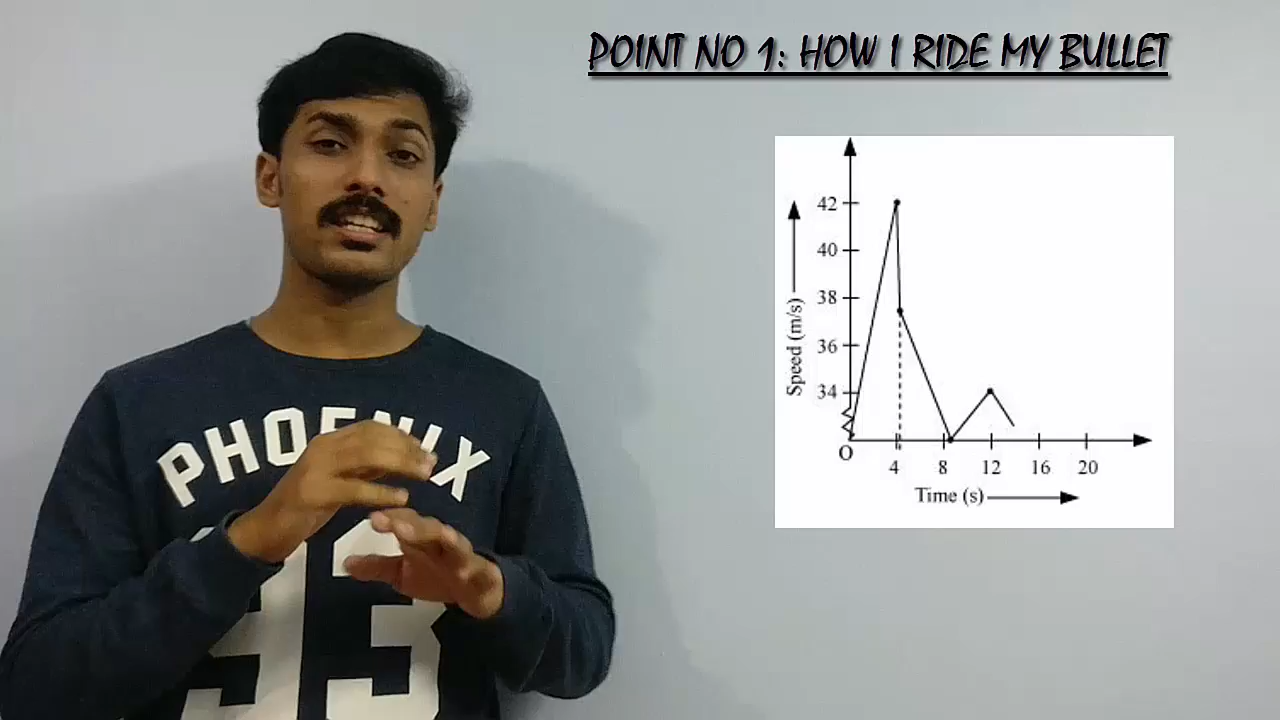 POINT NO 1: HOW I RIDE MY BULLET
PHOENIX
93
Speed (m/s)
42
40
38
36
34
O
4 8 12 16 20
Time (s)